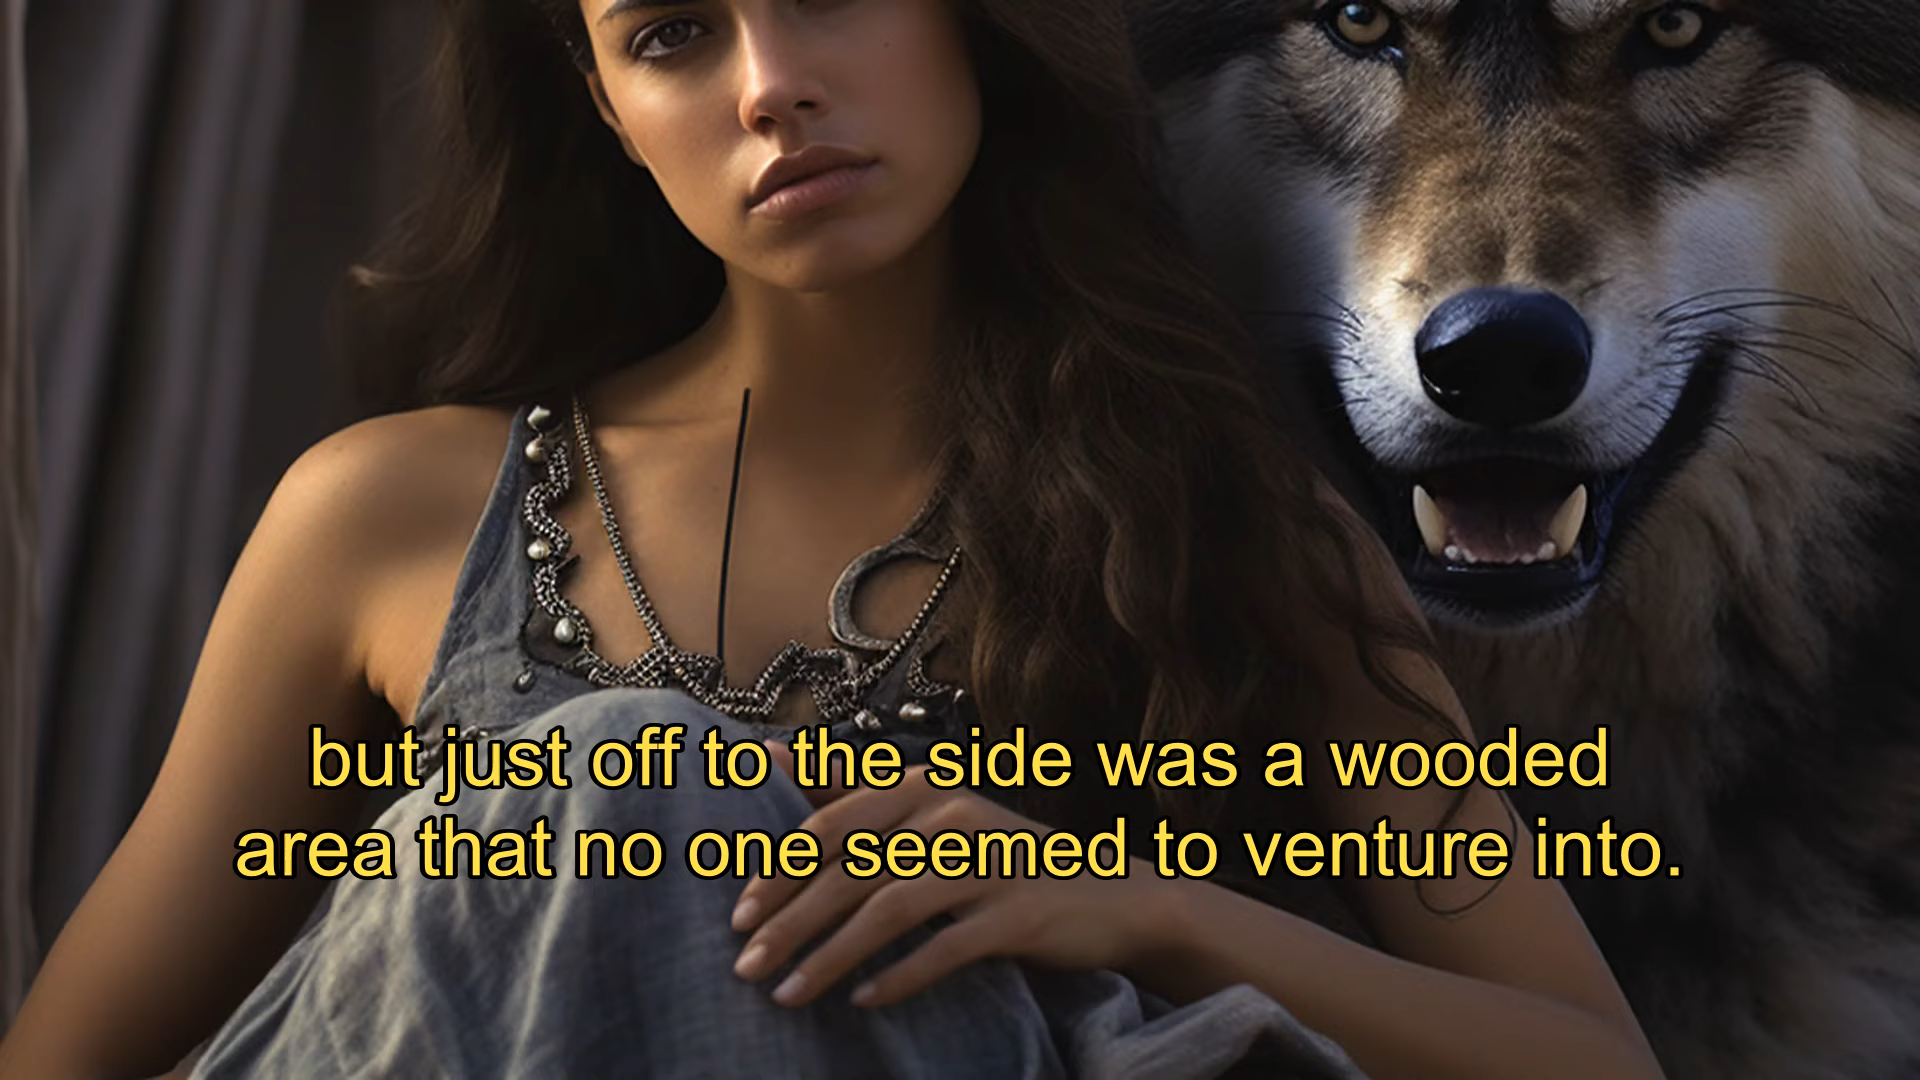 but just off to the side was a wooded
area that no one seemed to venture into.